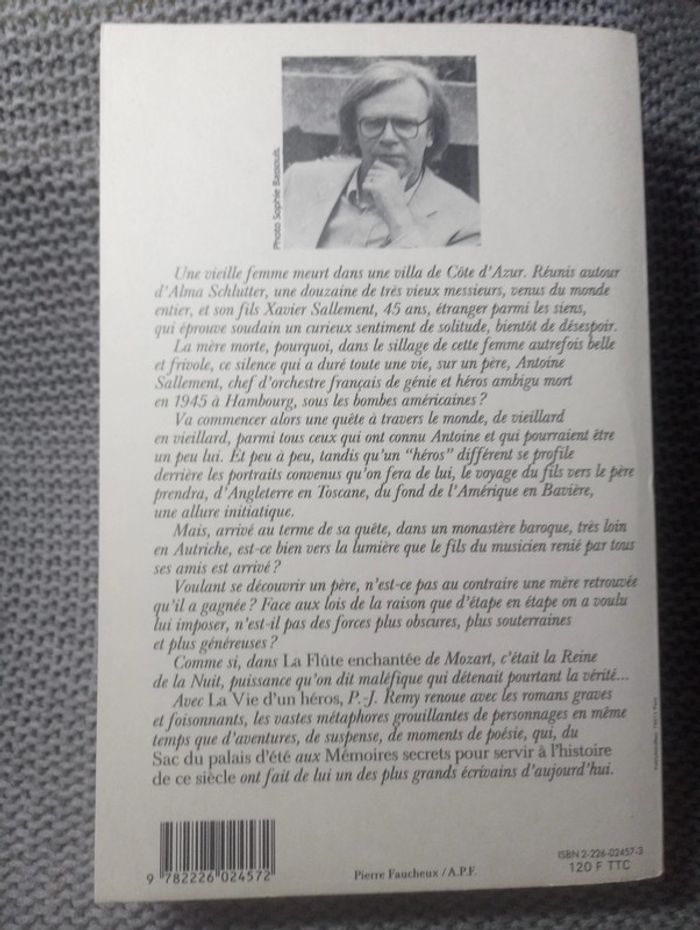 Photo Sophie Bassouls
Une vieille femme meurt dans une villa de Côte d'Azur. Réunis autour
d'Alma Schlutter, une douzaine de très vieux messieurs, venus du monde
entier, et son fils Xavier Sallement, 45 ans, étranger parmi les siens,
qui éprouve soudain un curieux sentiment de solitude, bientôt de désespoir.
La mère morte, pourquoi, dans le sillage de cette femme autrefois belle
et frivole, ce silence qui a duré toute une vie, sur un père, Antoine
Sallement, chef d'orchestre français de génie et héros ambigu mort
en 1945 à Hambourg, sous les bombes américaines ?
Va commencer alors une quête à travers le monde, de vieillard
en vieillard, parmi tous ceux qui ont connu Antoine et qui pourraient être
un peu lui. Et peu à peu, tandis qu'un "héros" différent se profile
derrière les portraits convenus qu'on fera de lui, le voyage du fils vers le père
prendra, d'Angleterre en Toscane, du fond de l'Amérique en Bavière,
une allure initiatique.
Mais, arrivé au terme de sa quête, dans un monastère baroque, très loin
en Autriche, est-ce bien vers la lumière que le fils du musicien renié par tous
ses amis est arrivé ?
Voulant se découvrir un père, n'est-ce pas au contraire une mère retrouvée
qu'il a gagnée ? Face aux lois de la raison que d'étape en étape on a voulu
lui imposer, n'est-il pas des forces plus obscures, plus souterraines
et plus généreuses ?
Comme si, dans La Flûte enchantée de Mozart, c'était la Reine
de la Nuit, puissance qu'on dit maléfique qui détenait pourtant la vérité...
Avec La Vie d'un héros, P.-J. Remy renoue avec les romans graves
et foisonnants, les vastes métaphores grouillantes de personnages en même
temps que d'aventures, de suspense, de moments de poésie, qui, du
Sac du palais d'été aux Mémoires secrets pour servir à l'histoire
de ce siècle ont fait de lui un des plus grands écrivains d'aujourd'hui.
9 782226 024572
Pierre Faucheux / A.P.F.
ISBN 2-226-02457-3
120 F TTC